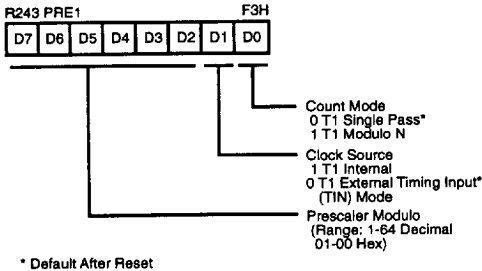 R243 PRE1 F3H
D7 D6 D5 D4 D3 D2 D1 D0
Count Mode
0 T1 Single Pass*
1 T1 Modulo N
Clock Source
1 T1 Internal
0 T1 External Timing Input*
(TIN) Mode
Prescaler Modulo
(Range: 1-64 Decimal
01-00 Hex)
* Default After Reset